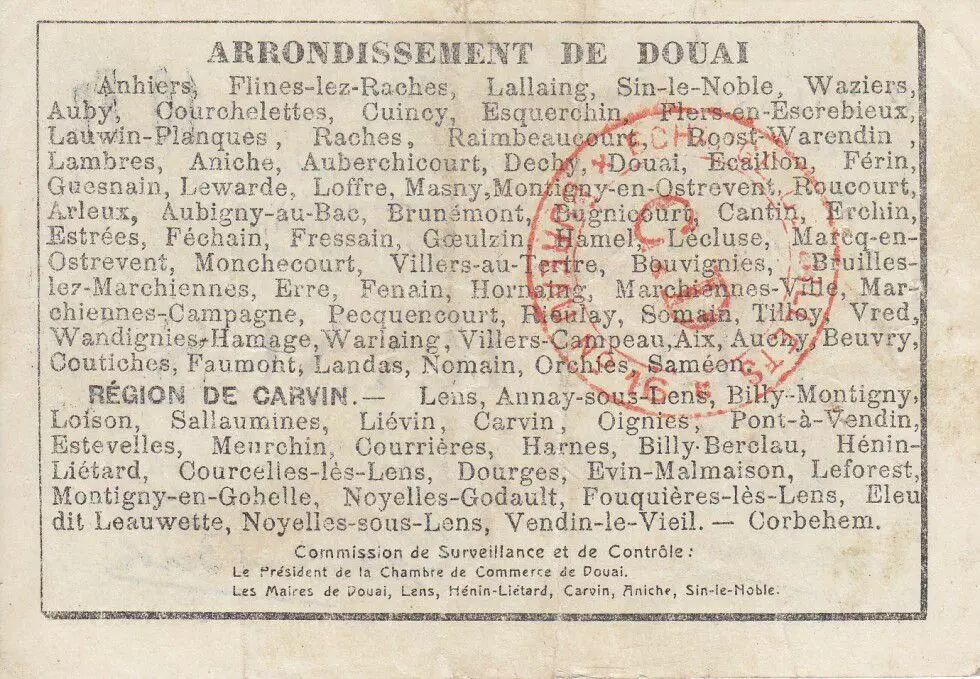 ARRONDISSEMENT DE DOUAI
Anhiers, Flines-lez-Raches, Lallaing, Sin-le-Noble, Waziers,
Auby, Courchelettes, Cuincy, Esquerchin, Flers-en-Escrebieux,
Lauwin-Planques, Raches, Raimbeaucourt, Roost-Warendin,
Lambres, Aniche, Auberchicourt, Dechy, Douai, Ecaillon, Férin,
Guesnain, Lewarde, Loffre, Masny, Montigny-en-Ostrevent, Roucourt,
Arleux, Aubigny-au-Bac, Brunémont, Bugnicourt, Cantin, Erchin,
Estrées, Féchain, Fressain, Gœulzin, Hamel, Lécluse, Marcq-en-
Ostrevent, Monchecourt, Villers-au-Tertre, Bouvignies, Bruilles-
lez-Marchiennes, Erre, Fenain, Hornaing, Marchiennes-Ville, Mar-
chiennes-Campagne, Pecquencourt, Rieulay, Somain, Tilloy, Vred,
Wandignies-Hamage, Warlaing, Villers-Campeau, Aix, Auchy, Beuvry,
Coutiches, Faumont, Landas, Nomain, Orchies, Saméon.
RÉGION DE CARVIN. — Lens, Annay-sous-Lens, Billy-Montigny,
Loison, Sallaumines, Liévin, Carvin, Oignies, Pont-à-Vendin,
Estevelles, Meurchin, Courrières, Harnes, Billy-Berclau, Hénin-
Liétard, Courcelles-lès-Lens, Dourges, Evin-Malmaison, Leforest,
Montigny-en-Gohelle, Noyelles-Godault, Fouquières-lès-Lens, Eleu
dit Leauwette, Noyelles-sous-Lens, Vendin-le-Vieil. — Corbehem.
Commission de Surveillance et de Contrôle :
Le Président de la Chambre de Commerce de Douai.
Les Maires de Douai, Lens, Hénin-Liétard, Carvin, Aniche, Sin-le-Noble.